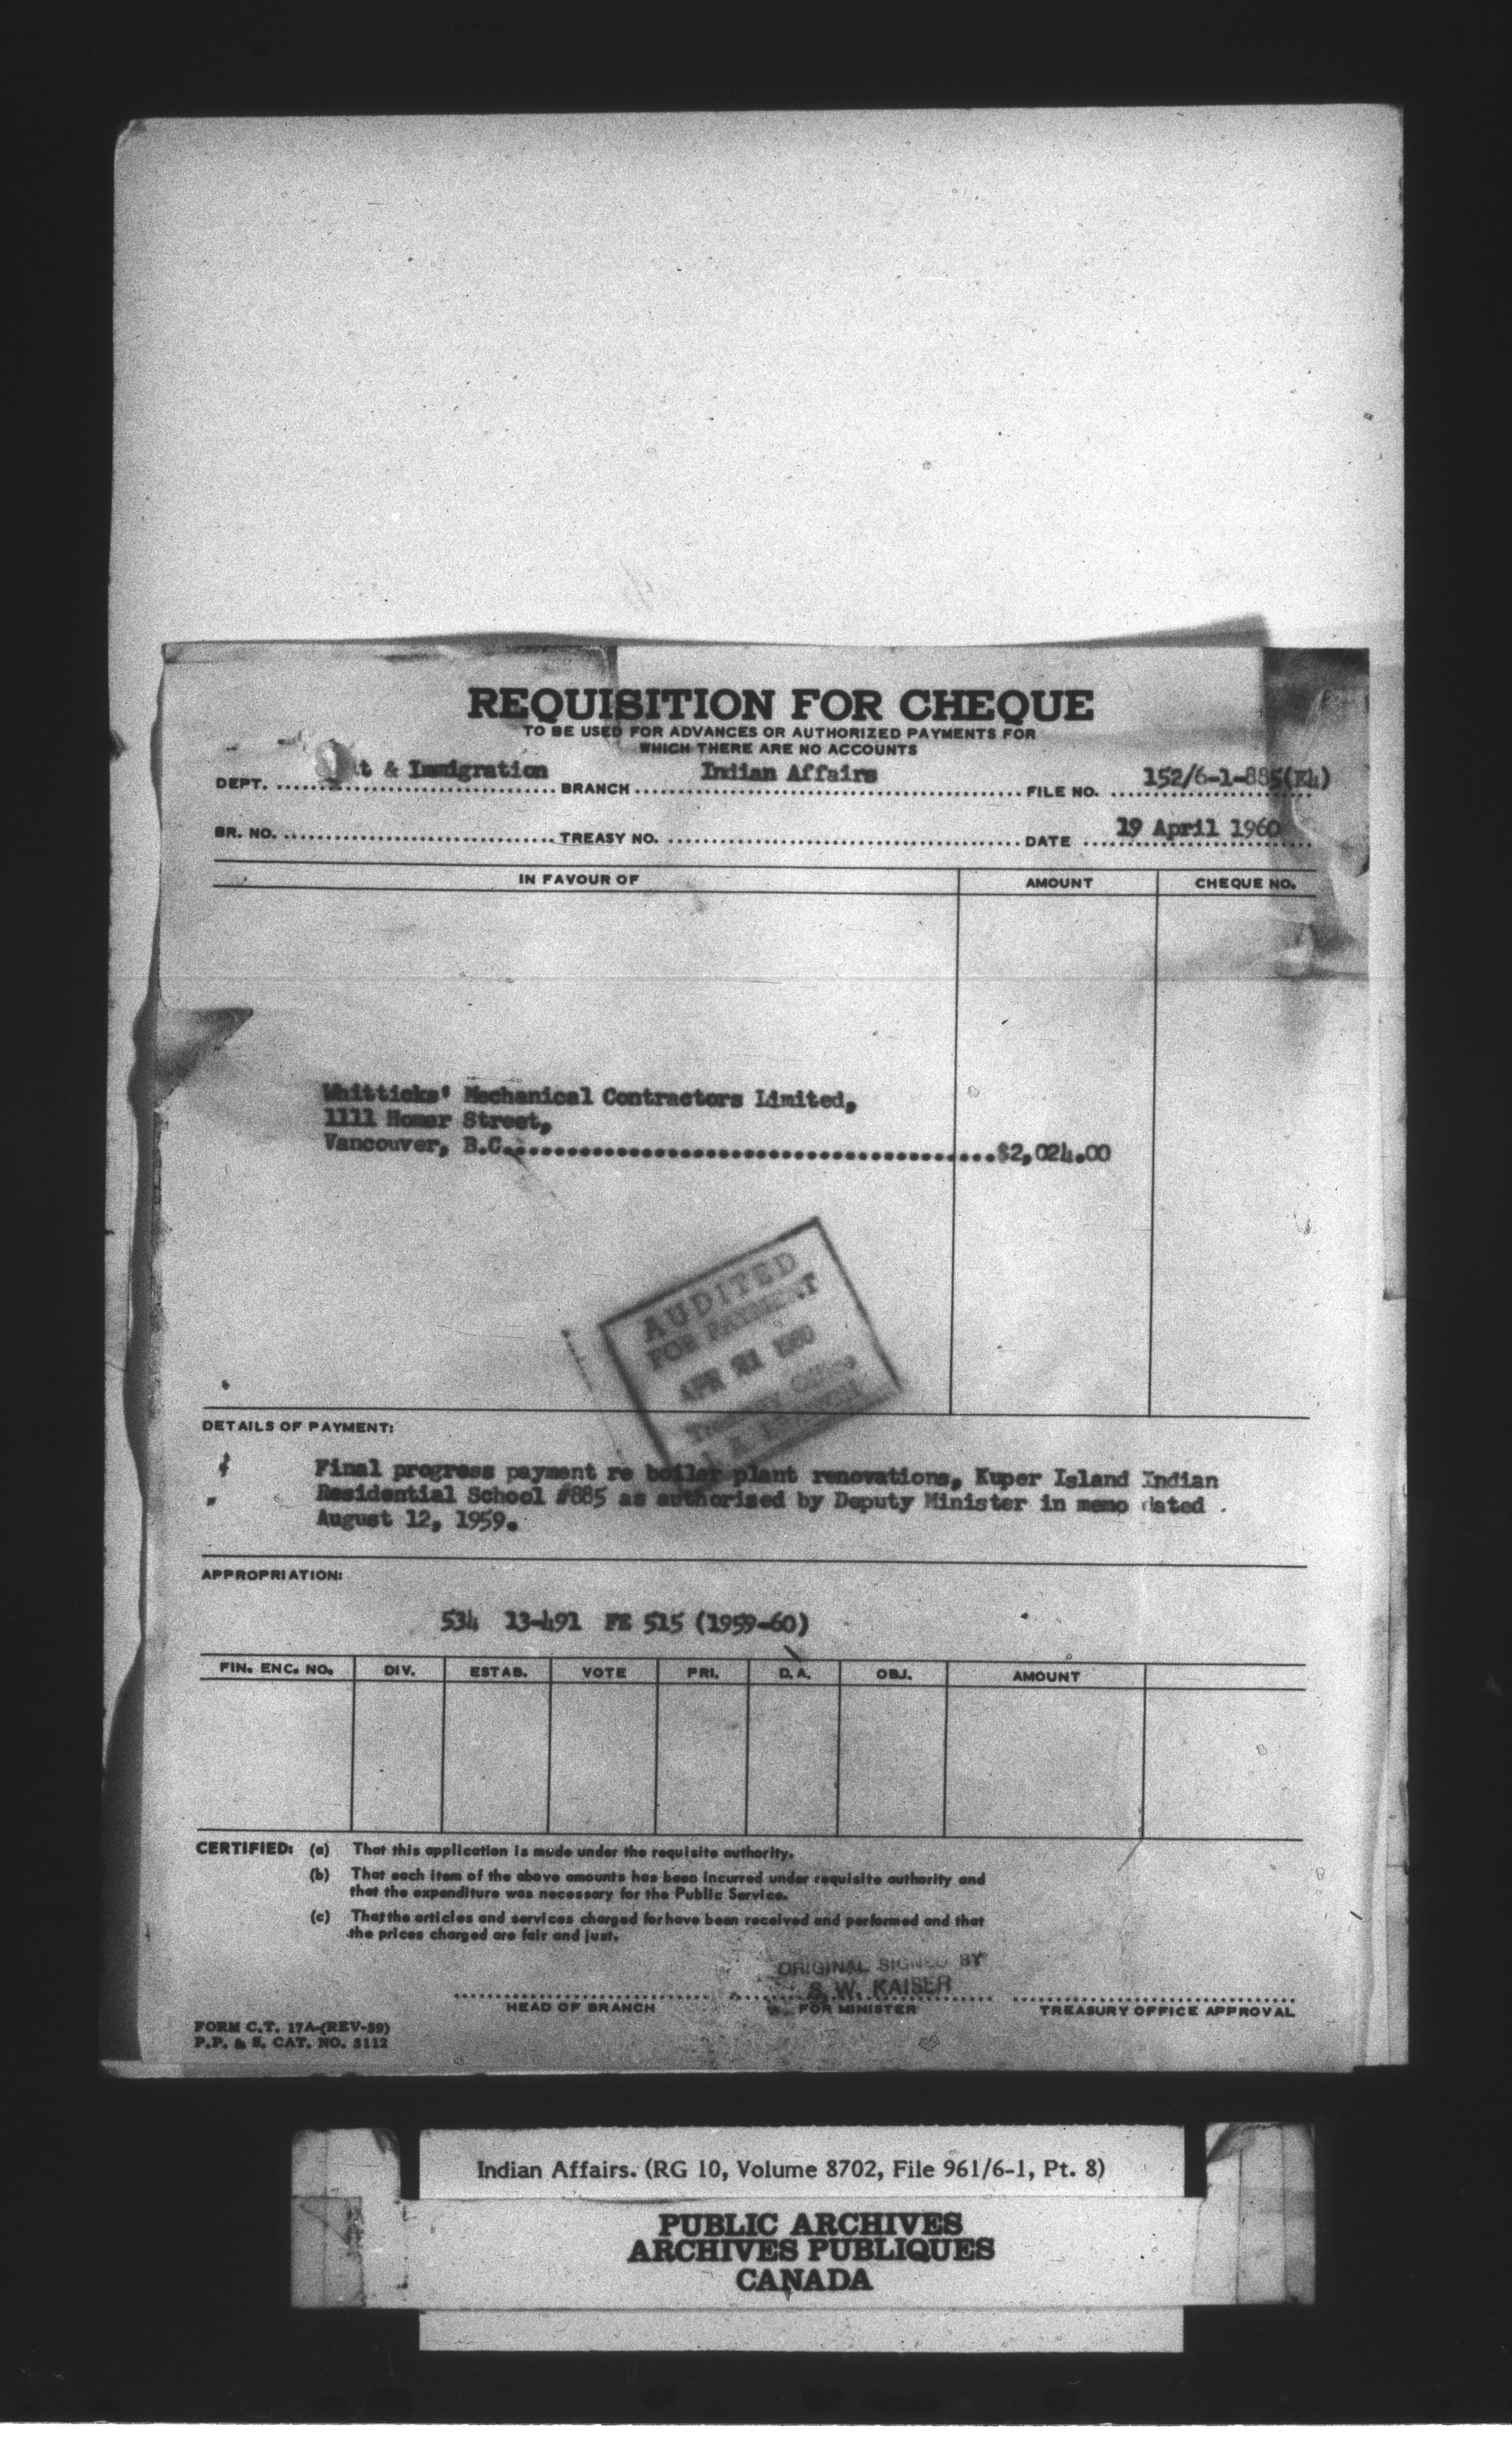 REQUISITION FOR CHEQUE
TO BE USED FOR ADVANCES OR AUTHORIZED PAYMENTS FOR
WHICH THERE ARE NO ACCOUNTS
DEPT. t & Immigration BRANCH Indian Affairs FILE NO. 152/6-1-885(E4)
BR. NO. TREASY NO. DATE 19 April 1960
IN FAVOUR OF AMOUNT CHEQUE NO.
Whitticks' Mechanical Contractors Limited,
1111 Homer Street,
Vancouver, B.C. $2,024.00
AUDITED
FOR PAYMENT
APR 21 1960
Treasury Office
DETAILS OF PAYMENT:
Final progress payment re boiler plant renovations, Kuper Island Indian
Residential School #885 as authorized by Deputy Minister in memo dated
August 12, 1959.
APPROPRIATION:
534 13-491 FE 515 (1959-60)
FIN. ENC. NO. DIV. ESTAB. VOTE PRI. D.A. OBJ. AMOUNT
CERTIFIED: (a) That this application is made under the requisite authority.
(b) That each item of the above amounts has been incurred under requisite authority and
that the expenditure was necessary for the Public Service.
(c) That the articles and services charged for have been received and performed and that
the prices charged are fair and just.
ORIGINAL SIGNED BY
S. W. KAISER
HEAD OF BRANCH FOR MINISTER TREASURY OFFICE APPROVAL
FORM C.T. 17A-(REV-59)
P.P. & S. CAT. NO. 3112
Indian Affairs. (RG 10, Volume 8702, File 961/6-1, Pt. 8)
PUBLIC ARCHIVES
ARCHIVES PUBLIQUES
CANADA